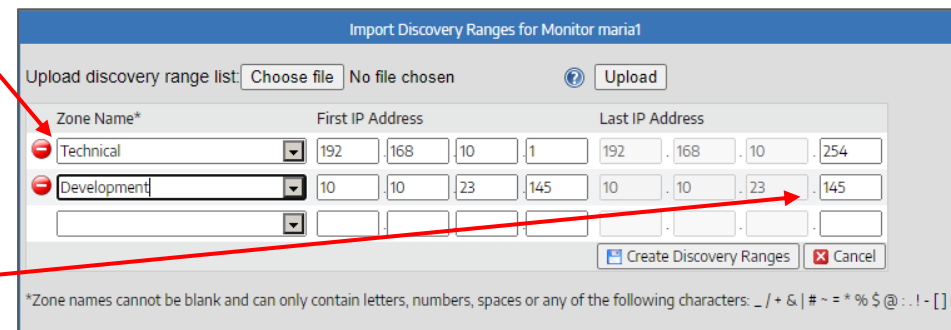 Import Discovery Ranges for Monitor maria1
Upload discovery range list: Choose file No file chosen ? Upload
Zone Name* First IP Address Last IP Address
Technical 192 .168 .10 .1 192 . 168 . 10 . 254
Development 10 .10 .23 .145 10 . 10 . 23 . 145
. . . . . .
Create Discovery Ranges Cancel
*Zone names cannot be blank and can only contain letters, numbers, spaces or any of the following characters: _ / + & | # ~ = * % $ @ : . ! - [ ]